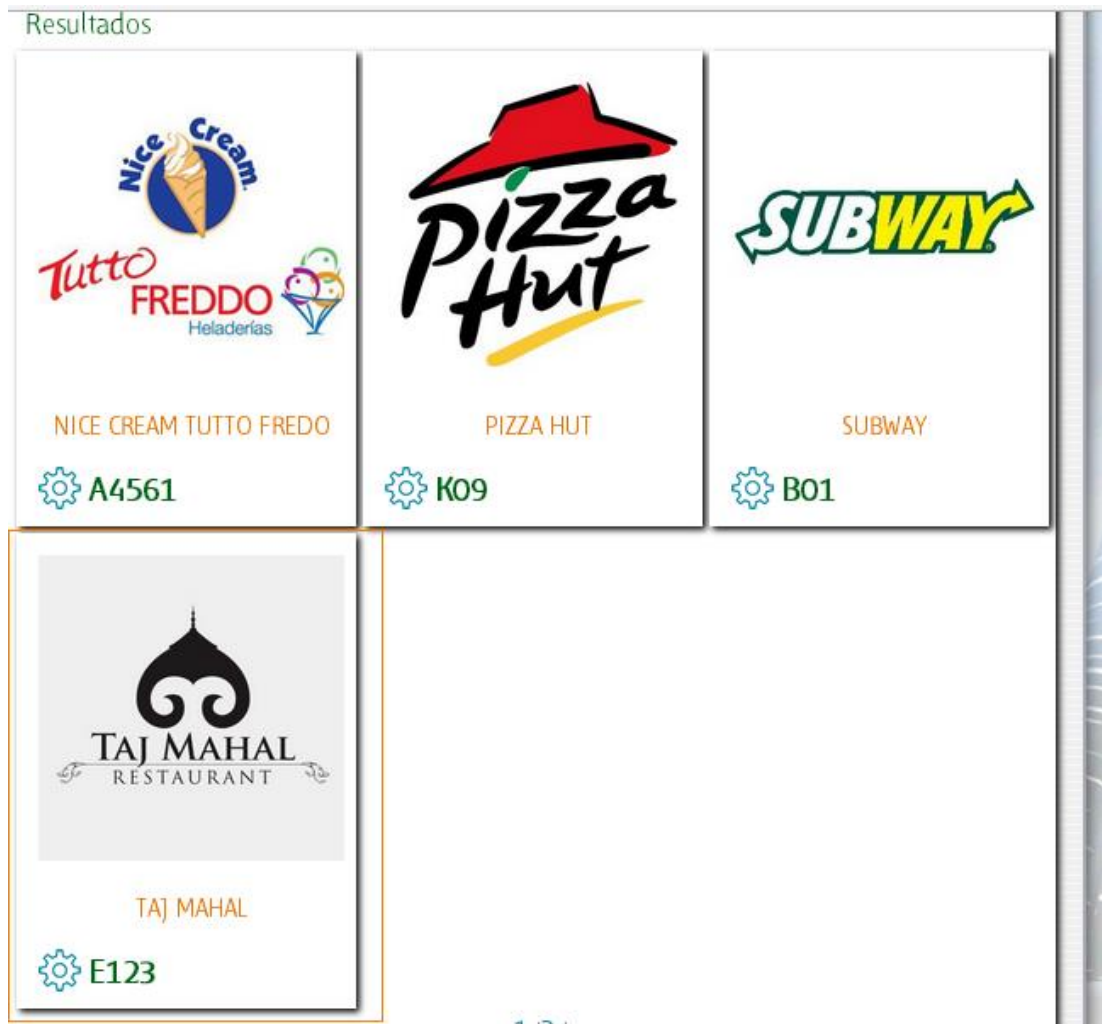 Resultados
Nice Cream
Tutto
FREDDO
Heladerías
NICE CREAM TUTTO FREDO
A4561
Pizza
Hut
PIZZA HUT
K09
SUBWAY
SUBWAY
B01
TAJ MAHAL
RESTAURANT
TAJ MAHAL
E123